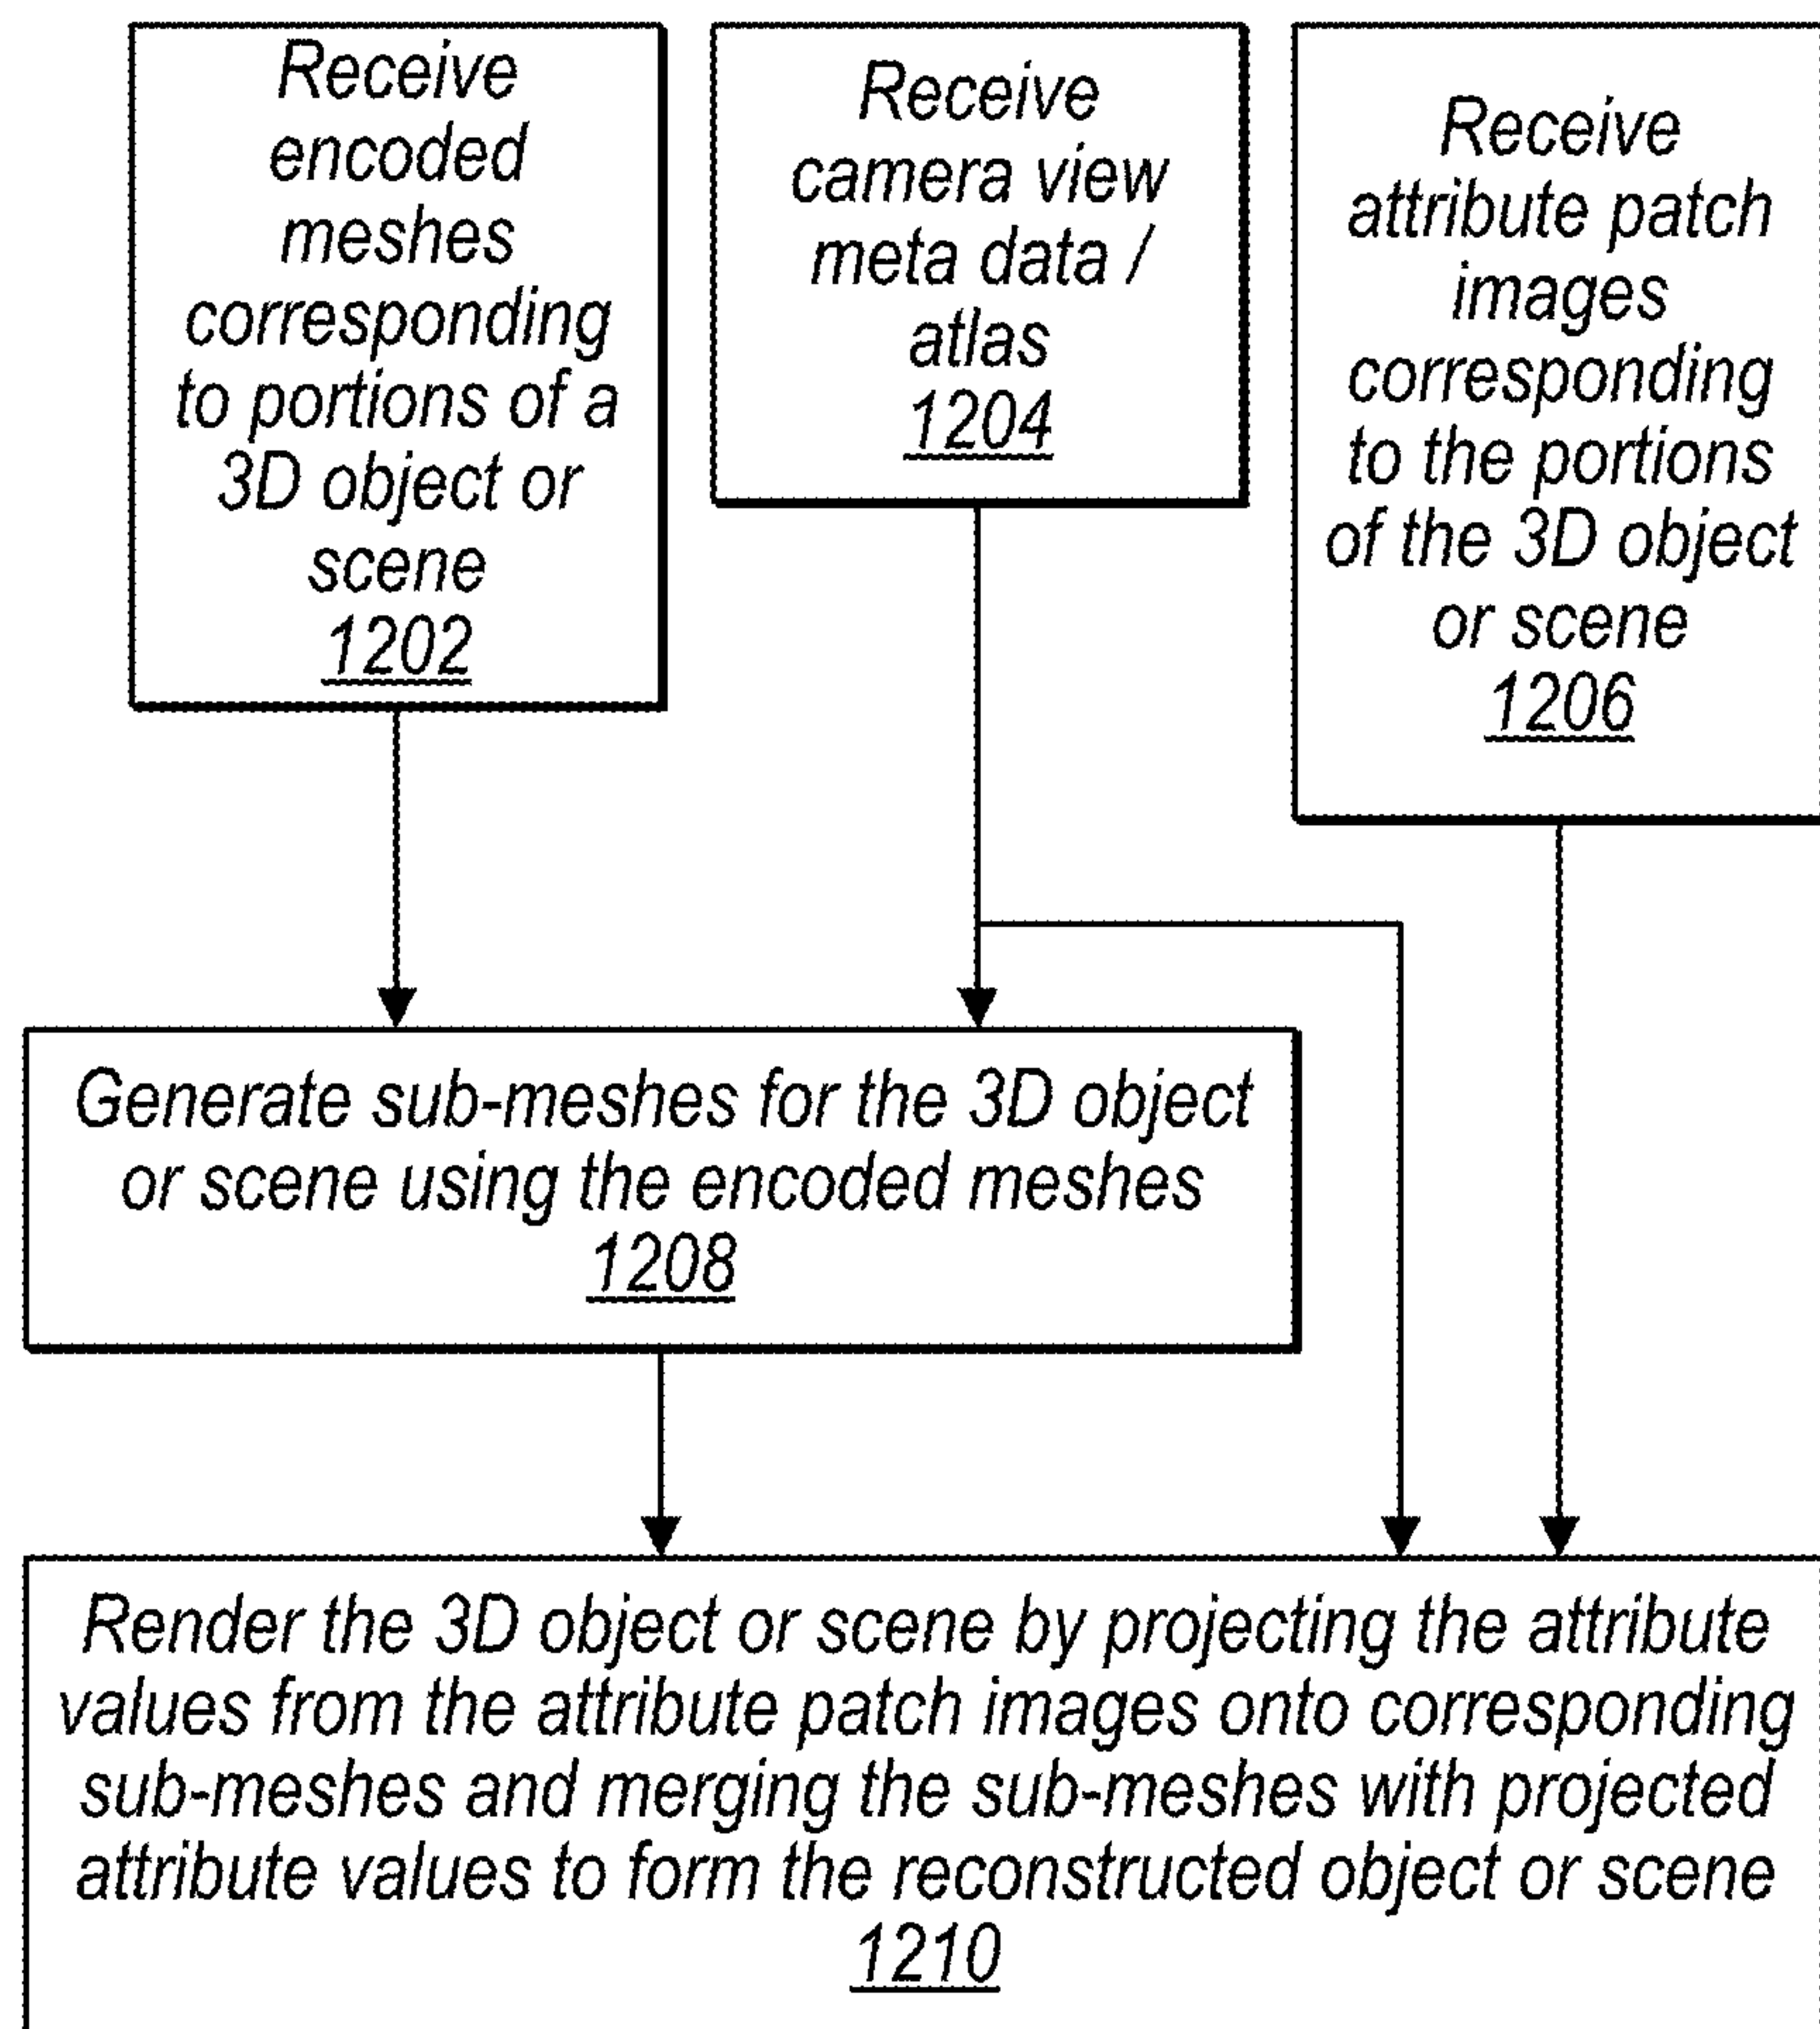 Receive
encoded
meshes
corresponding
to portions of a
3D object or
scene
1202
Receive
camera view
meta data /
atlas
1204
Receive
attribute patch
images
corresponding
to the portions
of the 3D object
or scene
1206
Generate sub-meshes for the 3D object
or scene using the encoded meshes
1208
Render the 3D object or scene by projecting the attribute
values from the attribute patch images onto corresponding
sub-meshes and merging the sub-meshes with projected
attribute values to form the reconstructed object or scene
1210